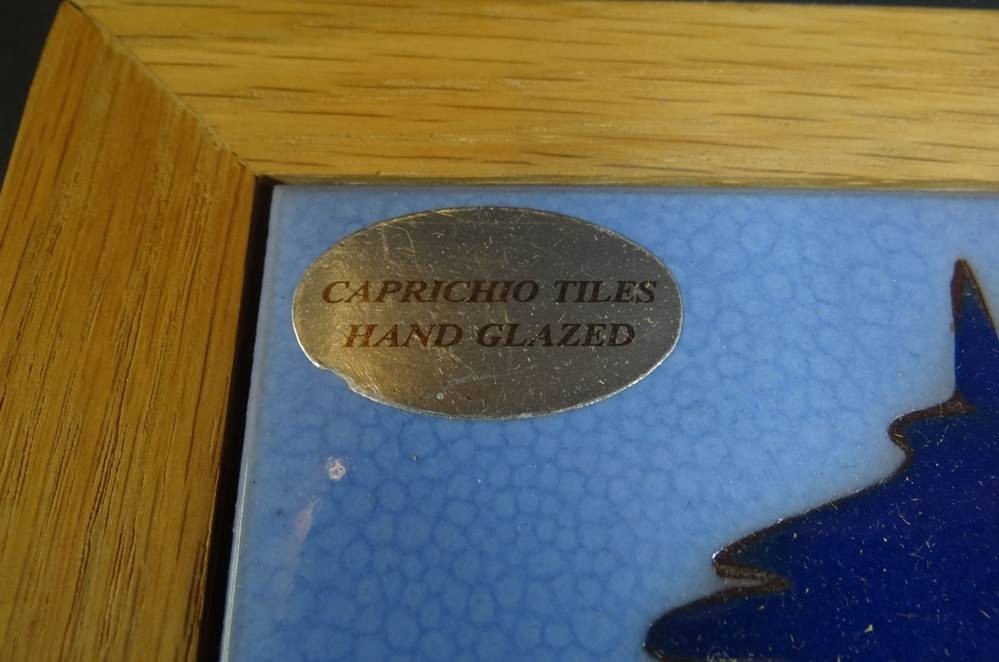 CAPRICHIO TILES
HAND GLAZED